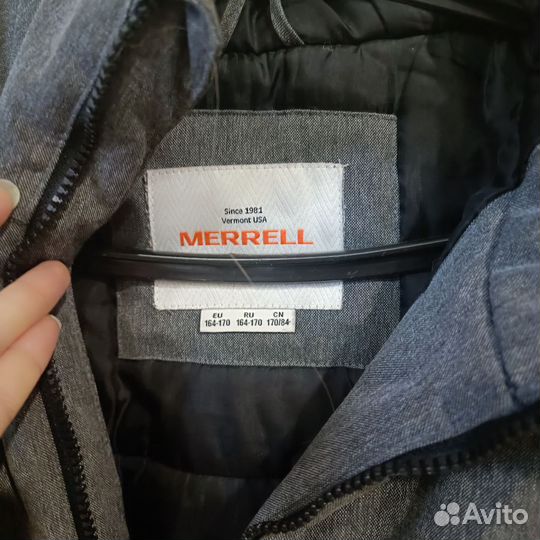 Since 1981
Vermont USA
MERRELL
EU RU CN
164-170 164-170 170/84-
Avito